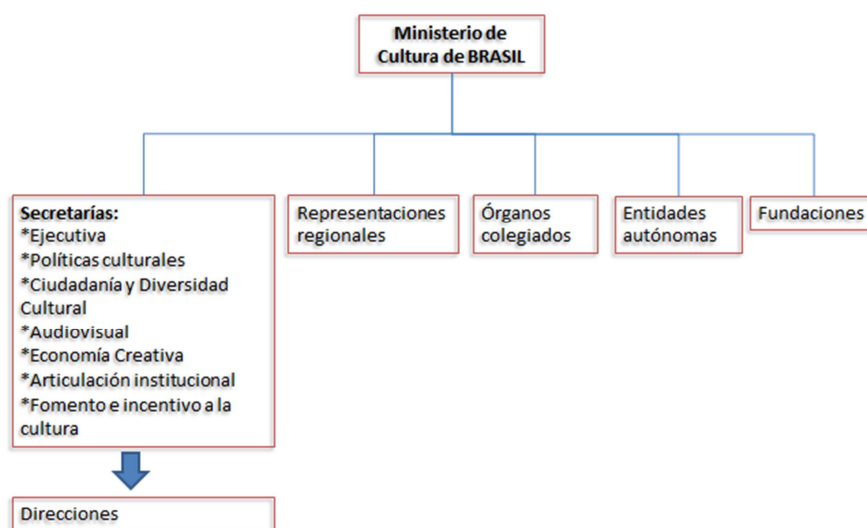 Ministerio de
Cultura de BRASIL
Secretarías:
*Ejecutiva
*Políticas culturales
*Ciudadanía y Diversidad
Cultural
*Audiovisual
*Economía Creativa
*Articulación institucional
*Fomento e incentivo a la
cultura
Representaciones
regionales
Órganos
colegiados
Entidades
autónomas
Fundaciones
Direcciones